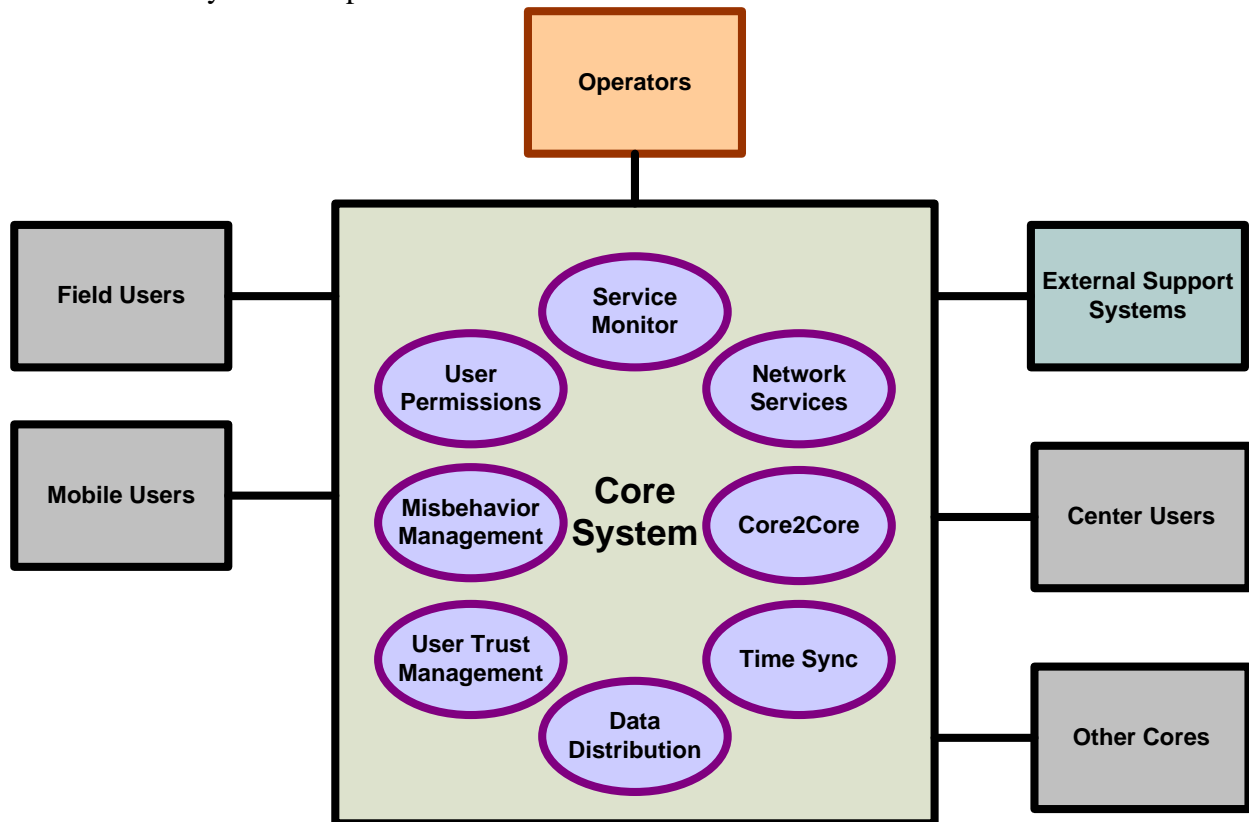 Operators
Field Users
External Support
Systems
Service
Monitor
User
Permissions
Network
Services
Mobile Users
Misbehavior
Management
Core
System
Core2Core
Center Users
User Trust
Management
Time Sync
Data
Distribution
Other Cores